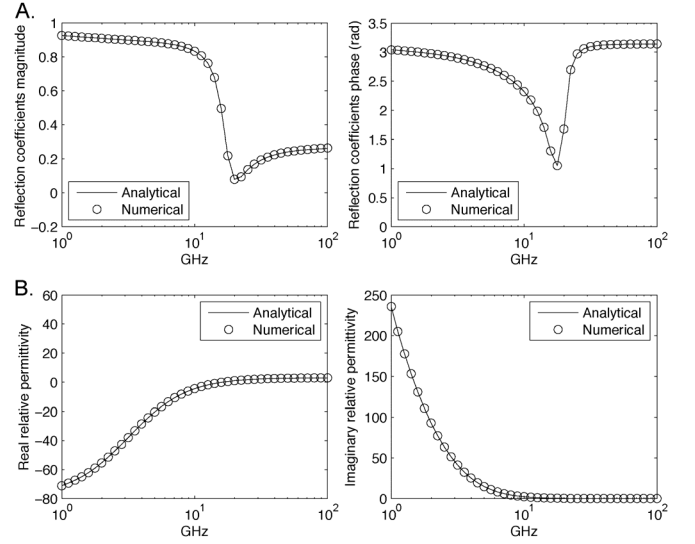 A.
Reflection coefficients magnitude
1
0.8
0.6
0.4
0.2
0
−0.2
Analytical
Numerical
10^0
10^1
10^2
GHz
Reflection coefficients phase (rad)
3.5
3
2.5
2
1.5
1
0.5
0
Analytical
Numerical
10^0
10^1
10^2
GHz
B.
Real relative permittivity
60
40
20
0
−20
−40
−60
−80
Analytical
Numerical
10^0
10^1
10^2
GHz
Imaginary relative permittivity
250
200
150
100
50
0
Analytical
Numerical
10^0
10^1
10^2
GHz